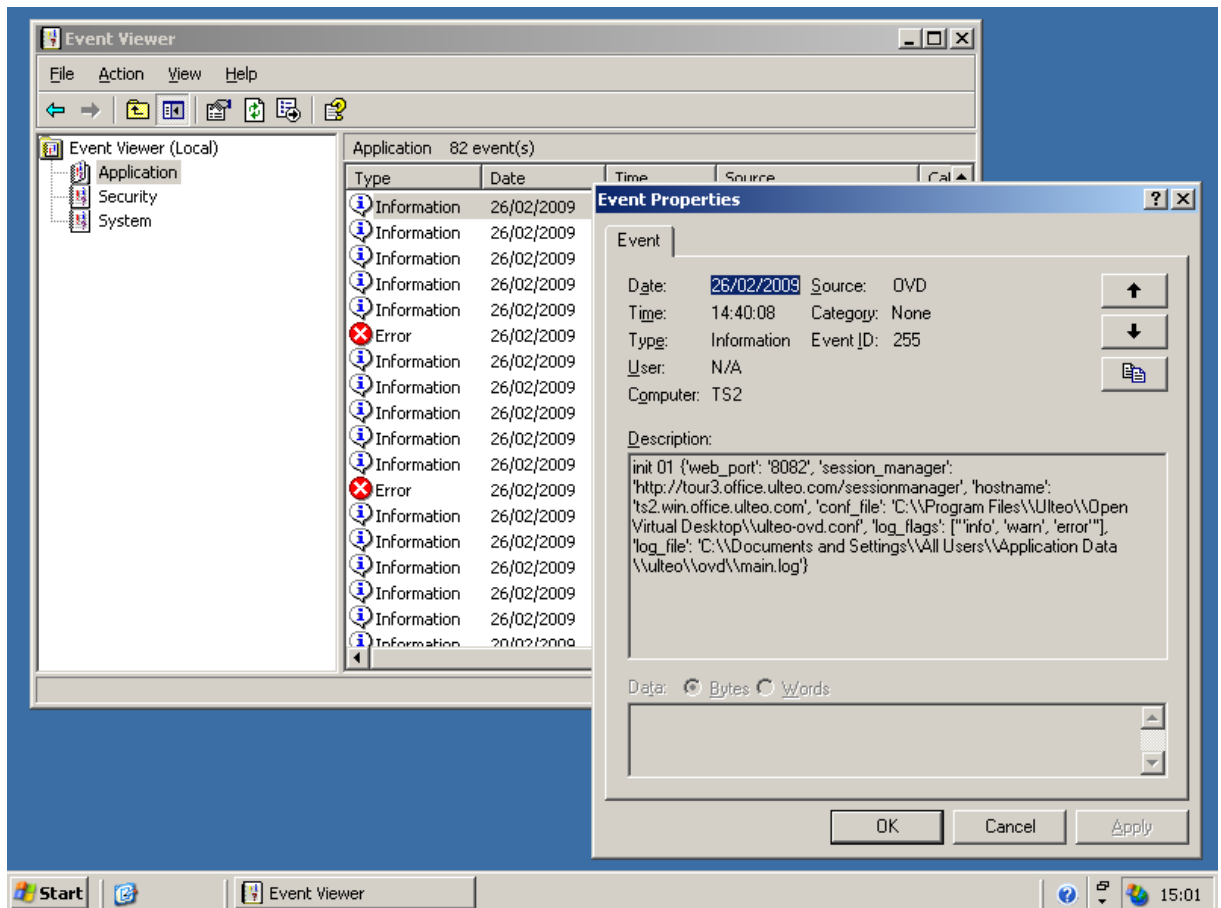 Event Viewer
File Action View Help
Event Viewer (Local)
Application
Security
System
Application 82 event(s)
Type Date Time Source Cat
Information 26/02/2009
Information 26/02/2009
Information 26/02/2009
Information 26/02/2009
Information 26/02/2009
Error 26/02/2009
Information 26/02/2009
Information 26/02/2009
Information 26/02/2009
Information 26/02/2009
Information 26/02/2009
Error 26/02/2009
Information 26/02/2009
Information 26/02/2009
Information 26/02/2009
Information 26/02/2009
Information 26/02/2009
Information 20/02/2009
Event Properties
Event
Date: 26/02/2009 Source: OVD
Time: 14:40:08 Category: None
Type: Information Event ID: 255
User: N/A
Computer: TS2
Description:
init 01 {'web_port': '8082', 'session_manager':
'http://tour3.office.ulteo.com/sessionmanager', 'hostname':
'ts2.win.office.ulteo.com', 'conf_file': 'C:\\Program Files\\Ulteo\\Open
Virtual Desktop\\ulteo-ovd.conf', 'log_flags': ["'info', 'warn', 'error'"],
'log_file': 'C:\\Documents and Settings\\All Users\\Application Data
\\ulteo\\ovd\\main.log'}
Data: Bytes Words
OK Cancel Apply
Start Event Viewer 15:01